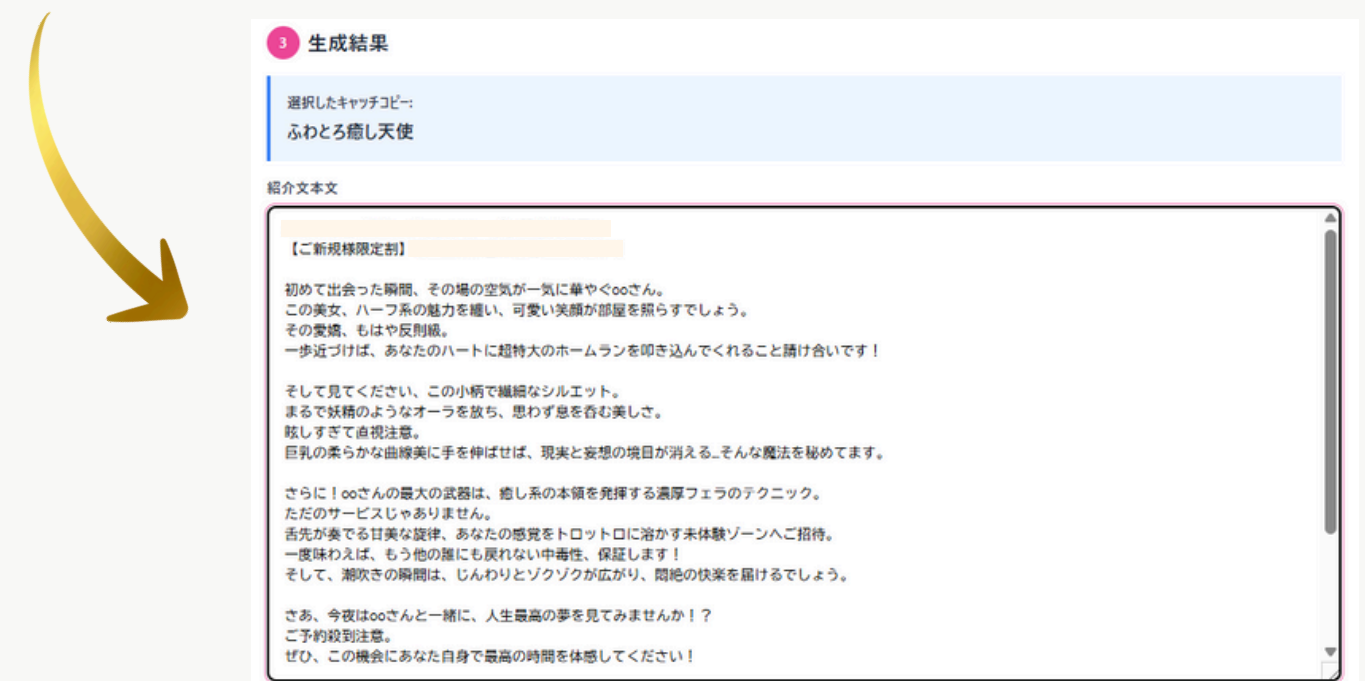 3 生成結果
選択したキャッチコピー:
ふわとろ癒し天使
紹介文本文
【ご新規様限定割】
初めて出会った瞬間、その場の空気が一気に華やぐ○○さん。
この美女、ハーフ系の魅力を纏い、可愛い笑顔が部屋を照らすでしょう。
その愛嬌、もはや反則級。
一歩近づけば、あなたのハートに超特大のホームランを叩き込んでくれること請け合いです！
そして見てください、この小柄で繊細なシルエット。
まるで妖精のようなオーラを放ち、思わず息を呑む美しさ。
眩しすぎて直視注意。
巨乳の柔らかな曲線美に手を伸ばせば、現実と妄想の境目が消える…そんな魔法を秘めてます。
さらに！○○さんの最大の武器は、癒し系の本領を発揮する濃厚フェラのテクニック。
ただのサービスじゃありません。
舌先が奏でる甘美な旋律、あなたの感覚をトロットロに溶かす未体験ゾーンへご招待。
一度味わえば、もう他の誰にも戻れない中毒性、保証します！
そして、潮吹きの瞬間は、じんわりとゾクゾクが広がり、悶絶の快楽を届けるでしょう。
さあ、今夜は○○さんと一緒に、人生最高の夢を見てみませんか！？
ご予約殺到注意。
ぜひ、この機会にあなた自身で最高の時間を体感してください！